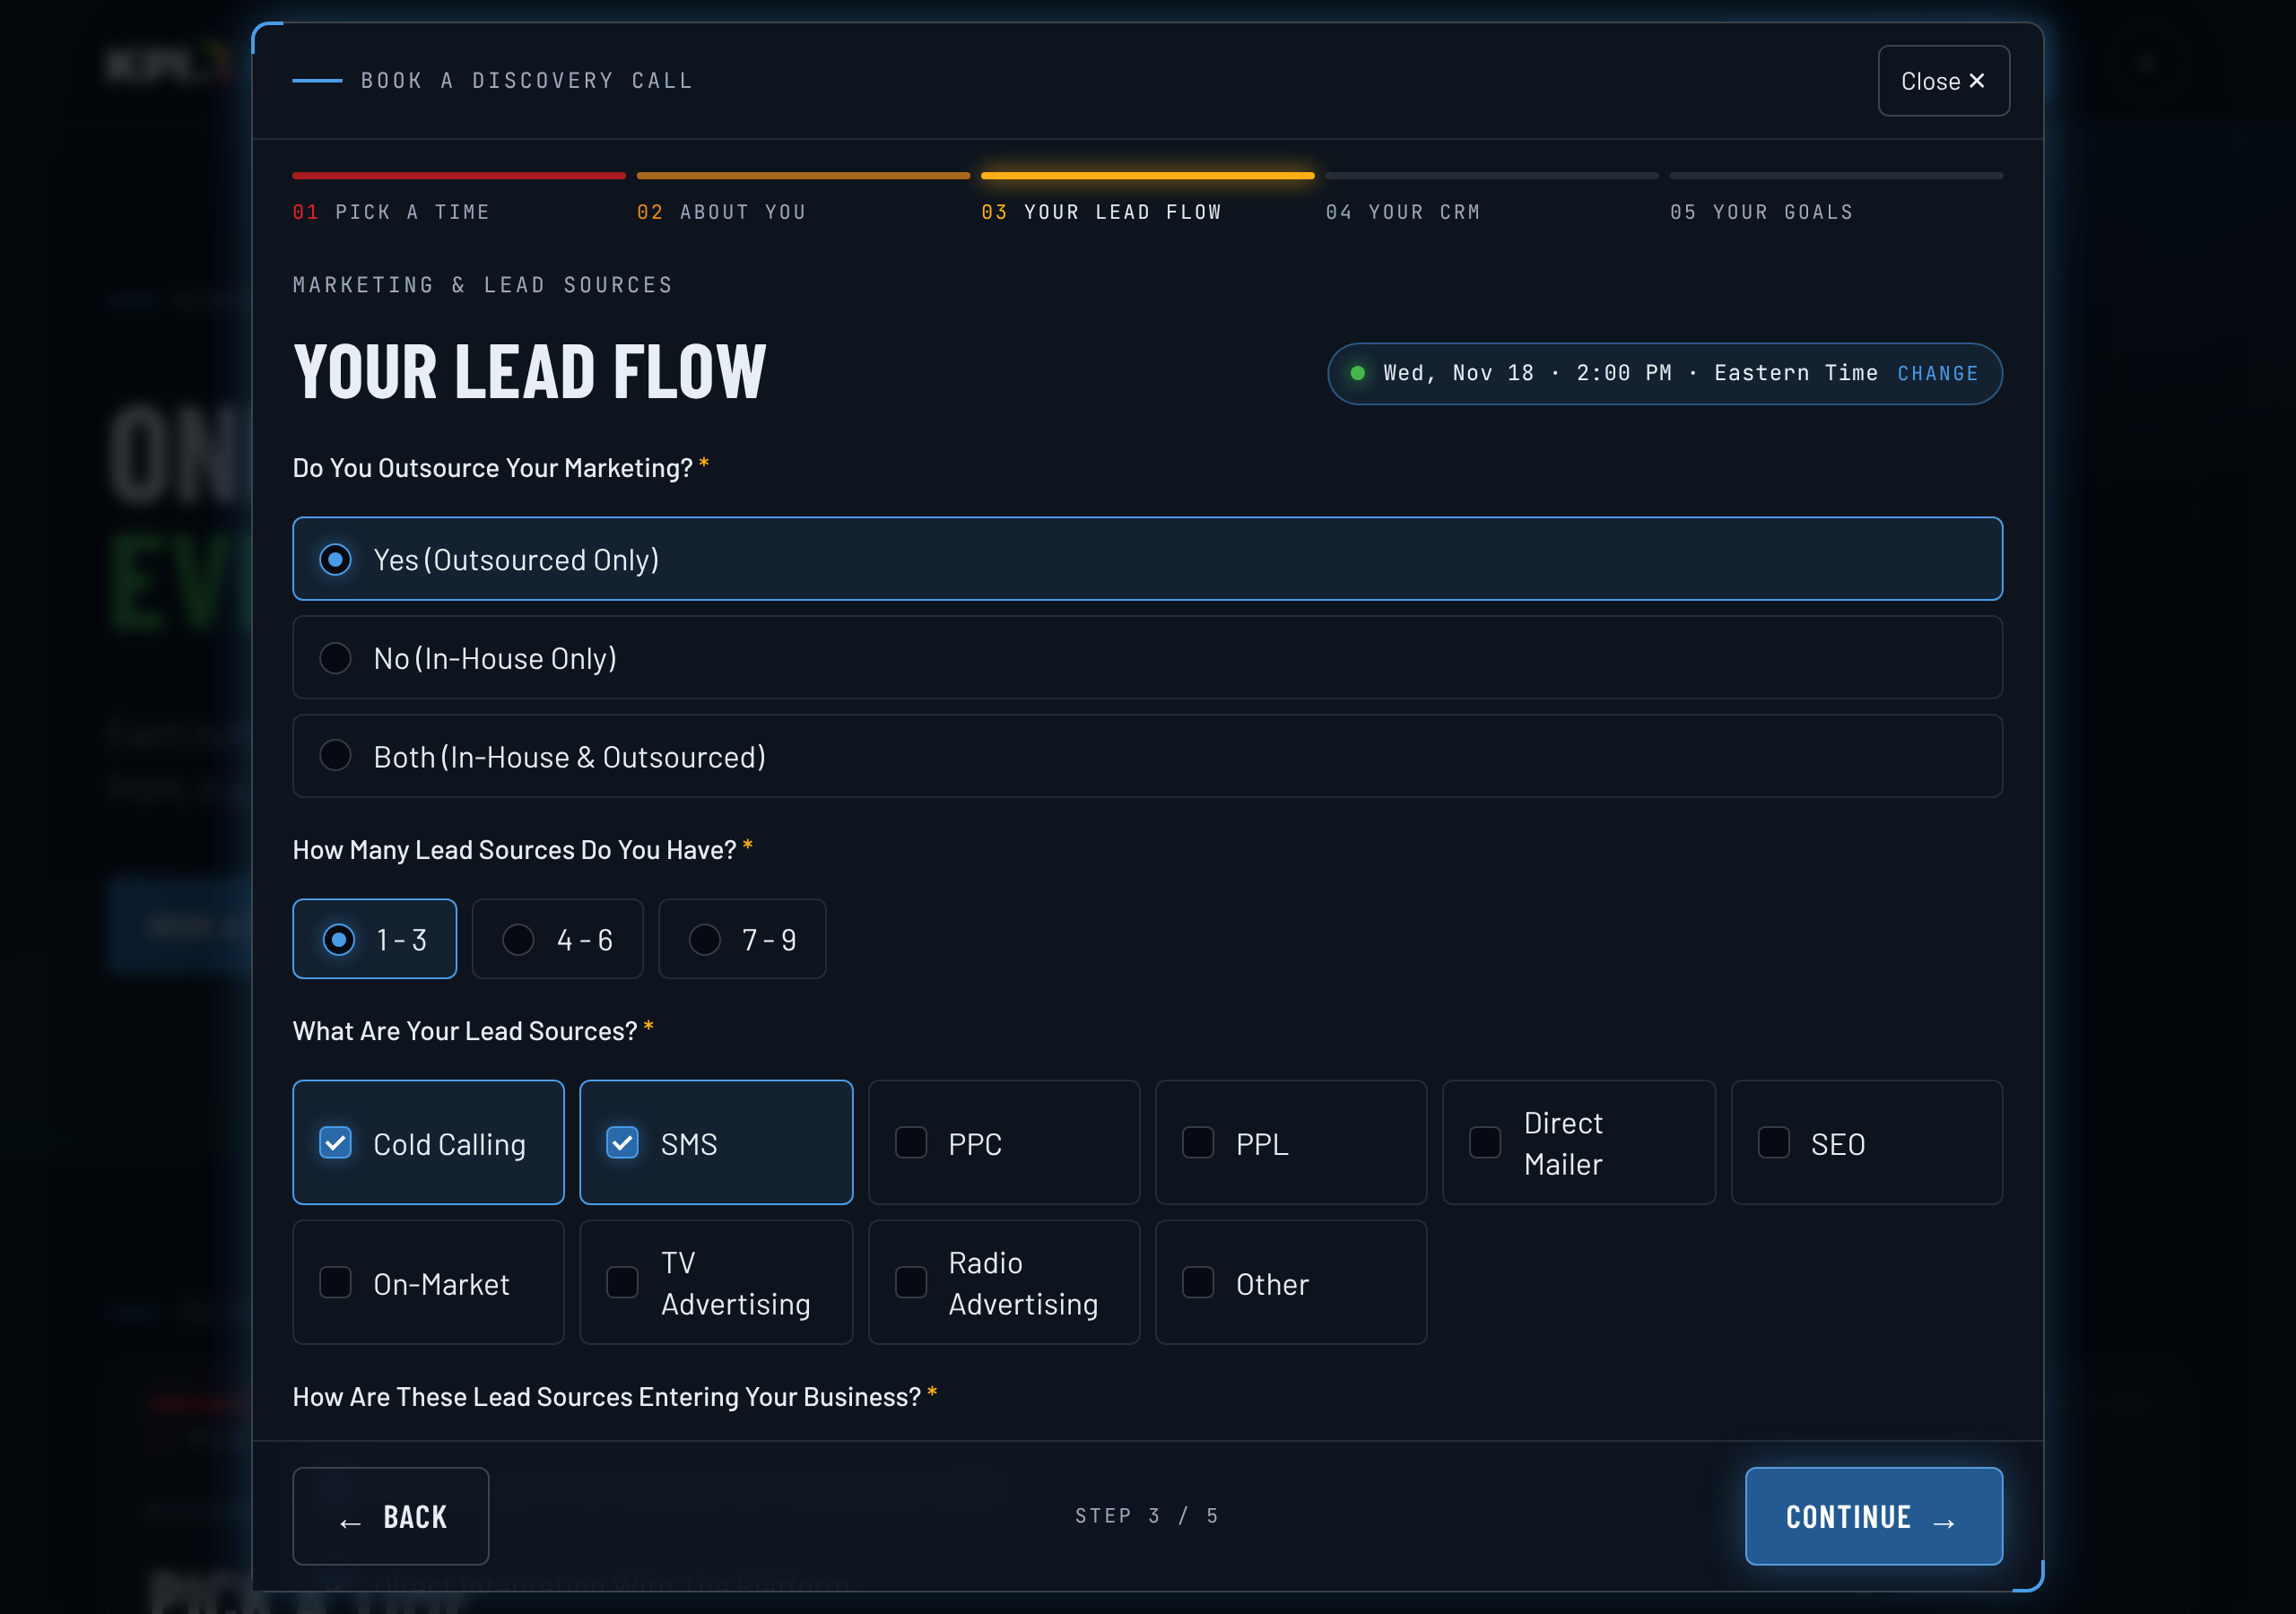 BOOK A DISCOVERY CALL
Close ✕
01 PICK A TIME
02 ABOUT YOU
03 YOUR LEAD FLOW
04 YOUR CRM
05 YOUR GOALS
MARKETING & LEAD SOURCES
YOUR LEAD FLOW
Wed, Nov 18 · 2:00 PM · Eastern Time CHANGE
Do You Outsource Your Marketing? *
Yes (Outsourced Only)
No (In-House Only)
Both (In-House & Outsourced)
How Many Lead Sources Do You Have? *
1 - 3
4 - 6
7 - 9
What Are Your Lead Sources? *
Cold Calling
SMS
PPC
PPL
Direct
Mailer
SEO
On-Market
TV
Advertising
Radio
Advertising
Other
How Are These Lead Sources Entering Your Business? *
← BACK
STEP 3 / 5
CONTINUE →
Direct Integration With The Platform